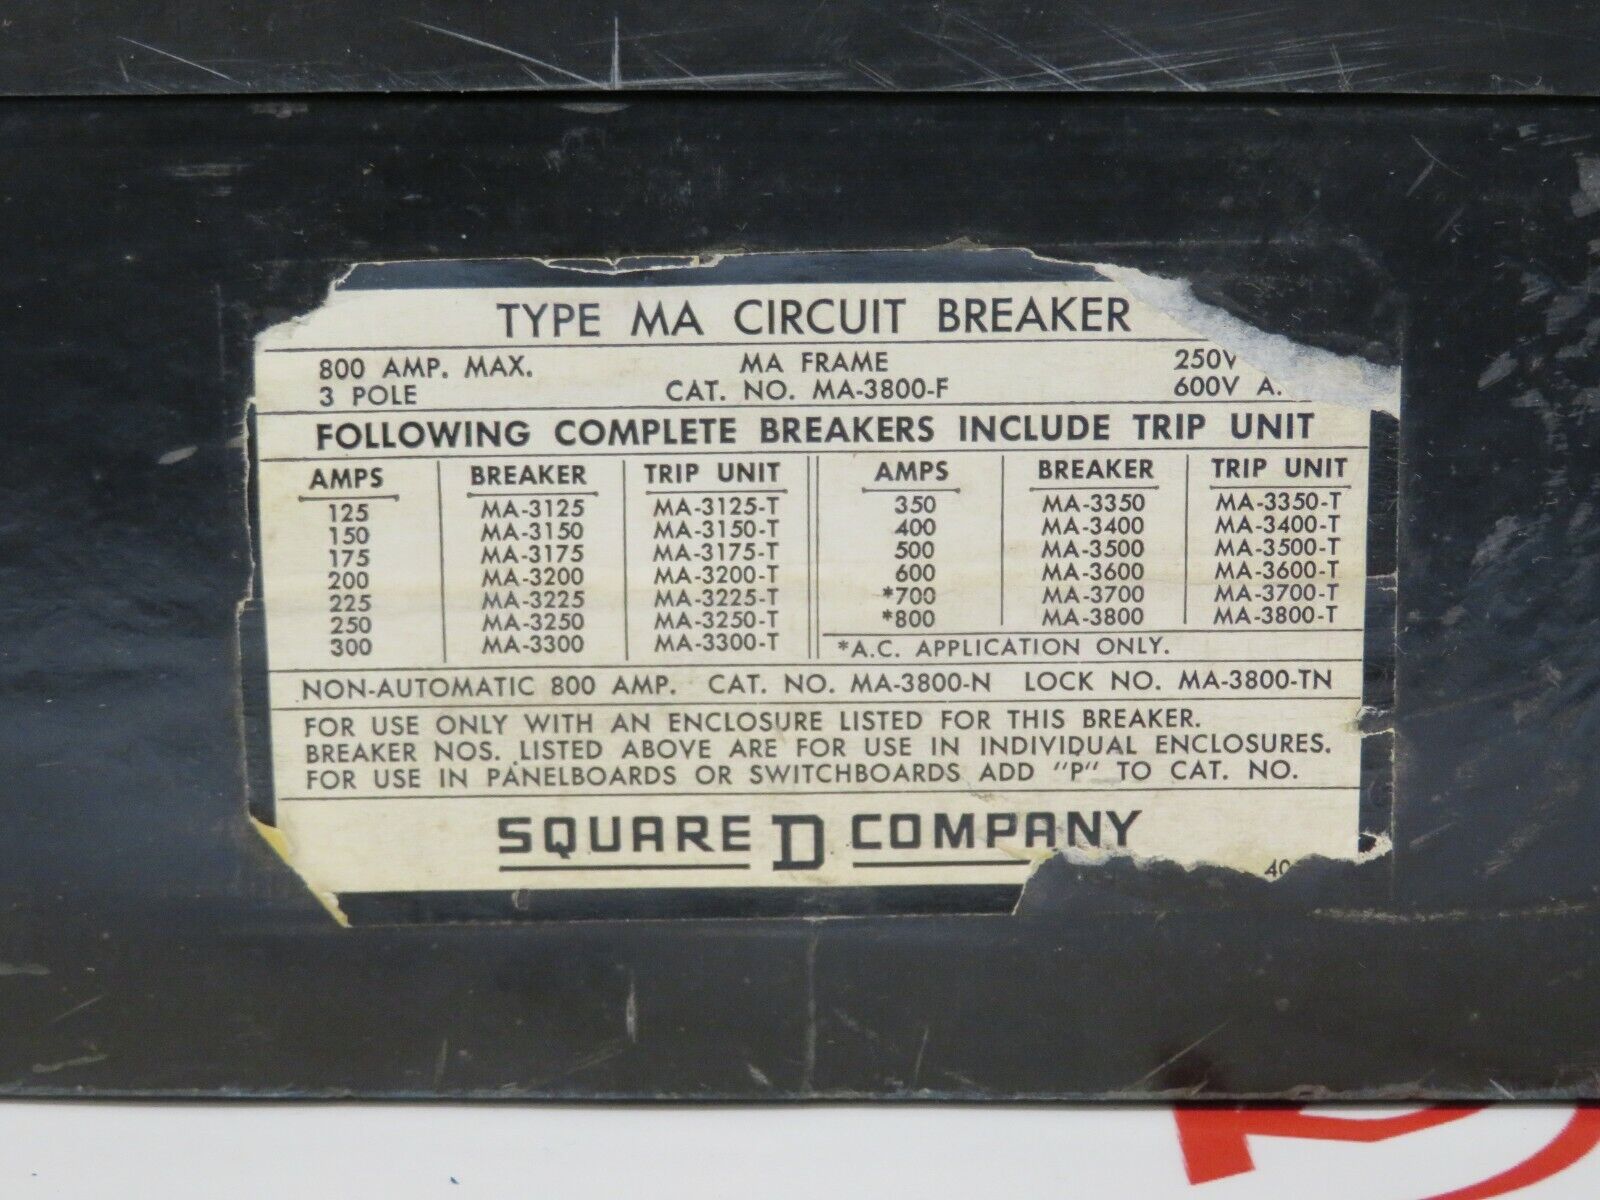 TYPE MA CIRCUIT BREAKER
800 AMP. MAX. MA FRAME 250V
3 POLE CAT. NO. MA-3800-F 600V A.
FOLLOWING COMPLETE BREAKERS INCLUDE TRIP UNIT
AMPS BREAKER TRIP UNIT AMPS BREAKER TRIP UNIT
125 MA-3125 MA-3125-T 350 MA-3350 MA-3350-T
150 MA-3150 MA-3150-T 400 MA-3400 MA-3400-T
175 MA-3175 MA-3175-T 500 MA-3500 MA-3500-T
200 MA-3200 MA-3200-T 600 MA-3600 MA-3600-T
225 MA-3225 MA-3225-T *700 MA-3700 MA-3700-T
250 MA-3250 MA-3250-T *800 MA-3800 MA-3800-T
300 MA-3300 MA-3300-T *A.C. APPLICATION ONLY.
NON-AUTOMATIC 800 AMP. CAT. NO. MA-3800-N LOCK NO. MA-3800-TN
FOR USE ONLY WITH AN ENCLOSURE LISTED FOR THIS BREAKER.
BREAKER NOS. LISTED ABOVE ARE FOR USE IN INDIVIDUAL ENCLOSURES.
FOR USE IN PANELBOARDS OR SWITCHBOARDS ADD "P" TO CAT. NO.
SQUARE D COMPANY